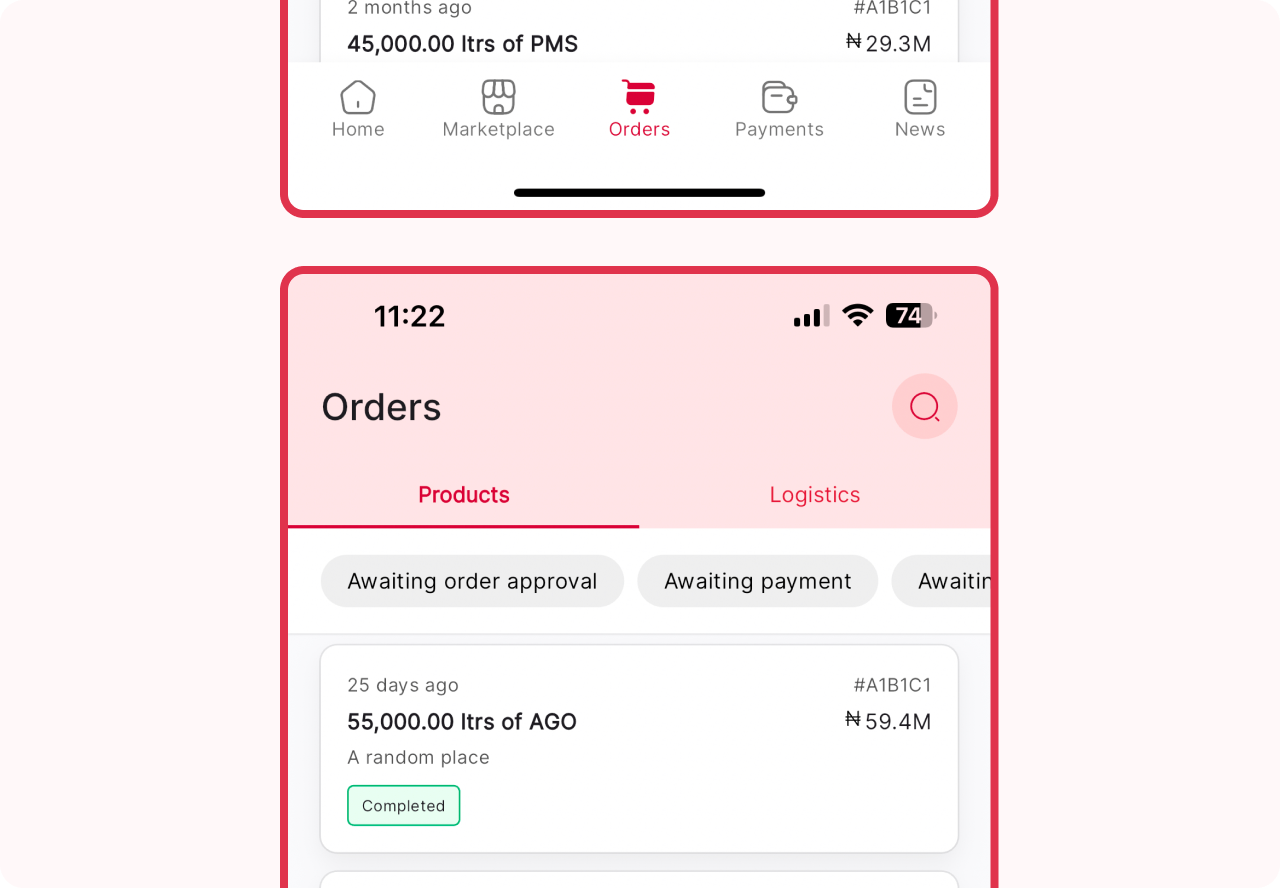 2 months ago #A1B1C1
45,000.00 ltrs of PMS ₦29.3M
Home Marketplace Orders Payments News
11:22 74
Orders
Products Logistics
Awaiting order approval Awaiting payment
25 days ago #A1B1C1
55,000.00 ltrs of AGO ₦59.4M
A random place
Completed